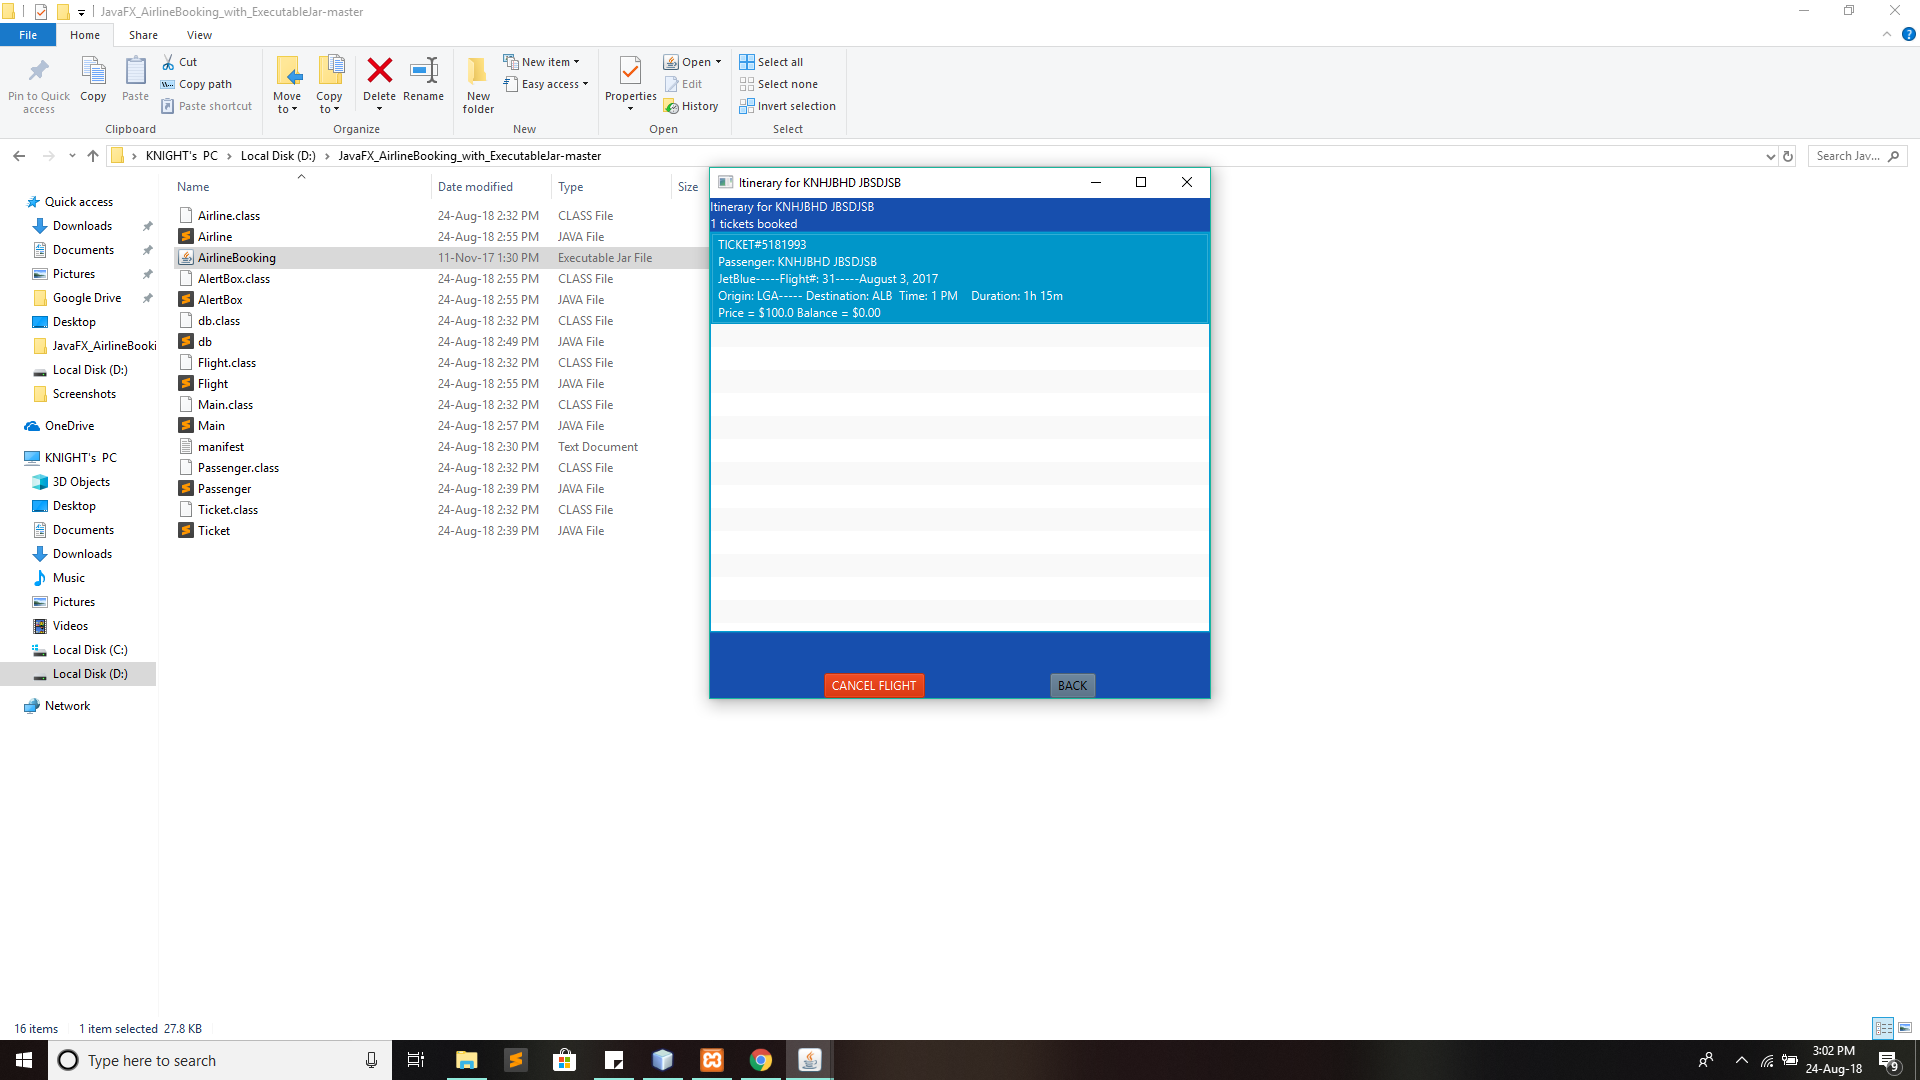 JavaFX_AirlineBooking_with_ExecutableJar-master
File Home Share View
Pin to Quick access
Copy
Paste
Cut
Copy path
Paste shortcut
Clipboard
Move to
Copy to
Delete
Rename
Organize
New folder
New item
Easy access
New
Properties
Open
Edit
History
Open
Select all
Select none
Invert selection
Select
KNIGHT's PC > Local Disk (D:) > JavaFX_AirlineBooking_with_ExecutableJar-master
Search Jav...
Quick access
Downloads
Documents
Pictures
Google Drive
Desktop
JavaFX_AirlineBooki
Local Disk (D:)
Screenshots
OneDrive
KNIGHT's PC
3D Objects
Desktop
Documents
Downloads
Music
Pictures
Videos
Local Disk (C:)
Local Disk (D:)
Network
Name Date modified Type Size
Airline.class 24-Aug-18 2:32 PM CLASS File
Airline 24-Aug-18 2:55 PM JAVA File
AirlineBooking 11-Nov-17 1:30 PM Executable Jar File
AlertBox.class 24-Aug-18 2:32 PM CLASS File
AlertBox 24-Aug-18 2:55 PM JAVA File
db.class 24-Aug-18 2:32 PM CLASS File
db 24-Aug-18 2:49 PM JAVA File
Flight.class 24-Aug-18 2:32 PM CLASS File
Flight 24-Aug-18 2:55 PM JAVA File
Main.class 24-Aug-18 2:32 PM CLASS File
Main 24-Aug-18 2:57 PM JAVA File
manifest 24-Aug-18 2:30 PM Text Document
Passenger.class 24-Aug-18 2:32 PM CLASS File
Passenger 24-Aug-18 2:39 PM JAVA File
Ticket.class 24-Aug-18 2:32 PM CLASS File
Ticket 24-Aug-18 2:39 PM JAVA File
Itinerary for KNHJBHD JBSDJSB
Itinerary for KNHJBHD JBSDJSB
1 tickets booked
TICKET#5181993
Passenger: KNHJBHD JBSDJSB
JetBlue-----Flight#: 31-----August 3, 2017
Origin: LGA----- Destination: ALB Time: 1 PM Duration: 1h 15m
Price = $100.0 Balance = $0.00
CANCEL FLIGHT BACK
16 items 1 item selected 27.8 KB
Type here to search
3:02 PM
24-Aug-18
9